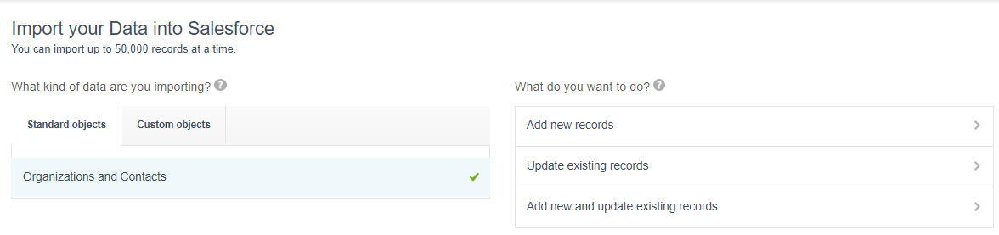 Import your Data into Salesforce
You can import up to 50,000 records at a time.
What kind of data are you importing? ?
What do you want to do? ?
Standard objects
Custom objects
Organizations and Contacts
Add new records
Update existing records
Add new and update existing records